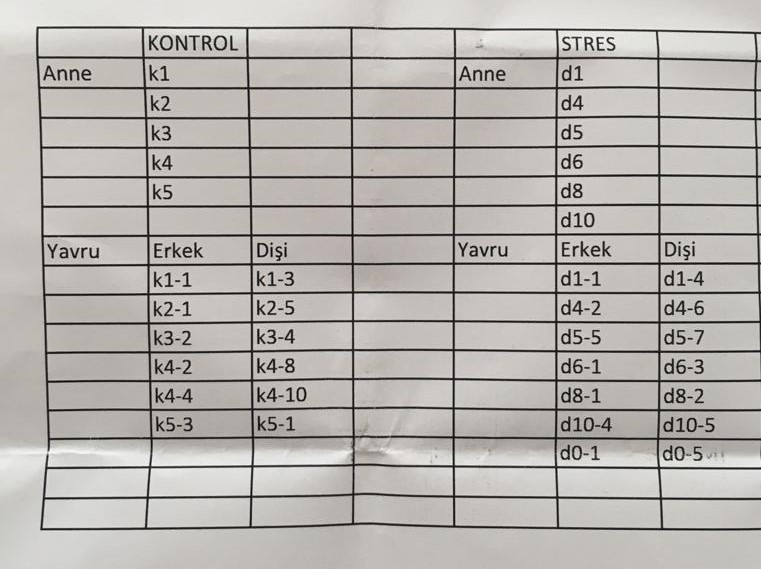 KONTROL STRES
Anne k1 Anne d1
k2 d4
k3 d5
k4 d6
k5 d8
d10
Yavru Erkek Dişi Yavru Erkek Dişi
k1-1 k1-3 d1-1 d1-4
k2-1 k2-5 d4-2 d4-6
k3-2 k3-4 d5-5 d5-7
k4-2 k4-8 d6-1 d6-3
k4-4 k4-10 d8-1 d8-2
k5-3 k5-1 d10-4 d10-5
d0-1 d0-5